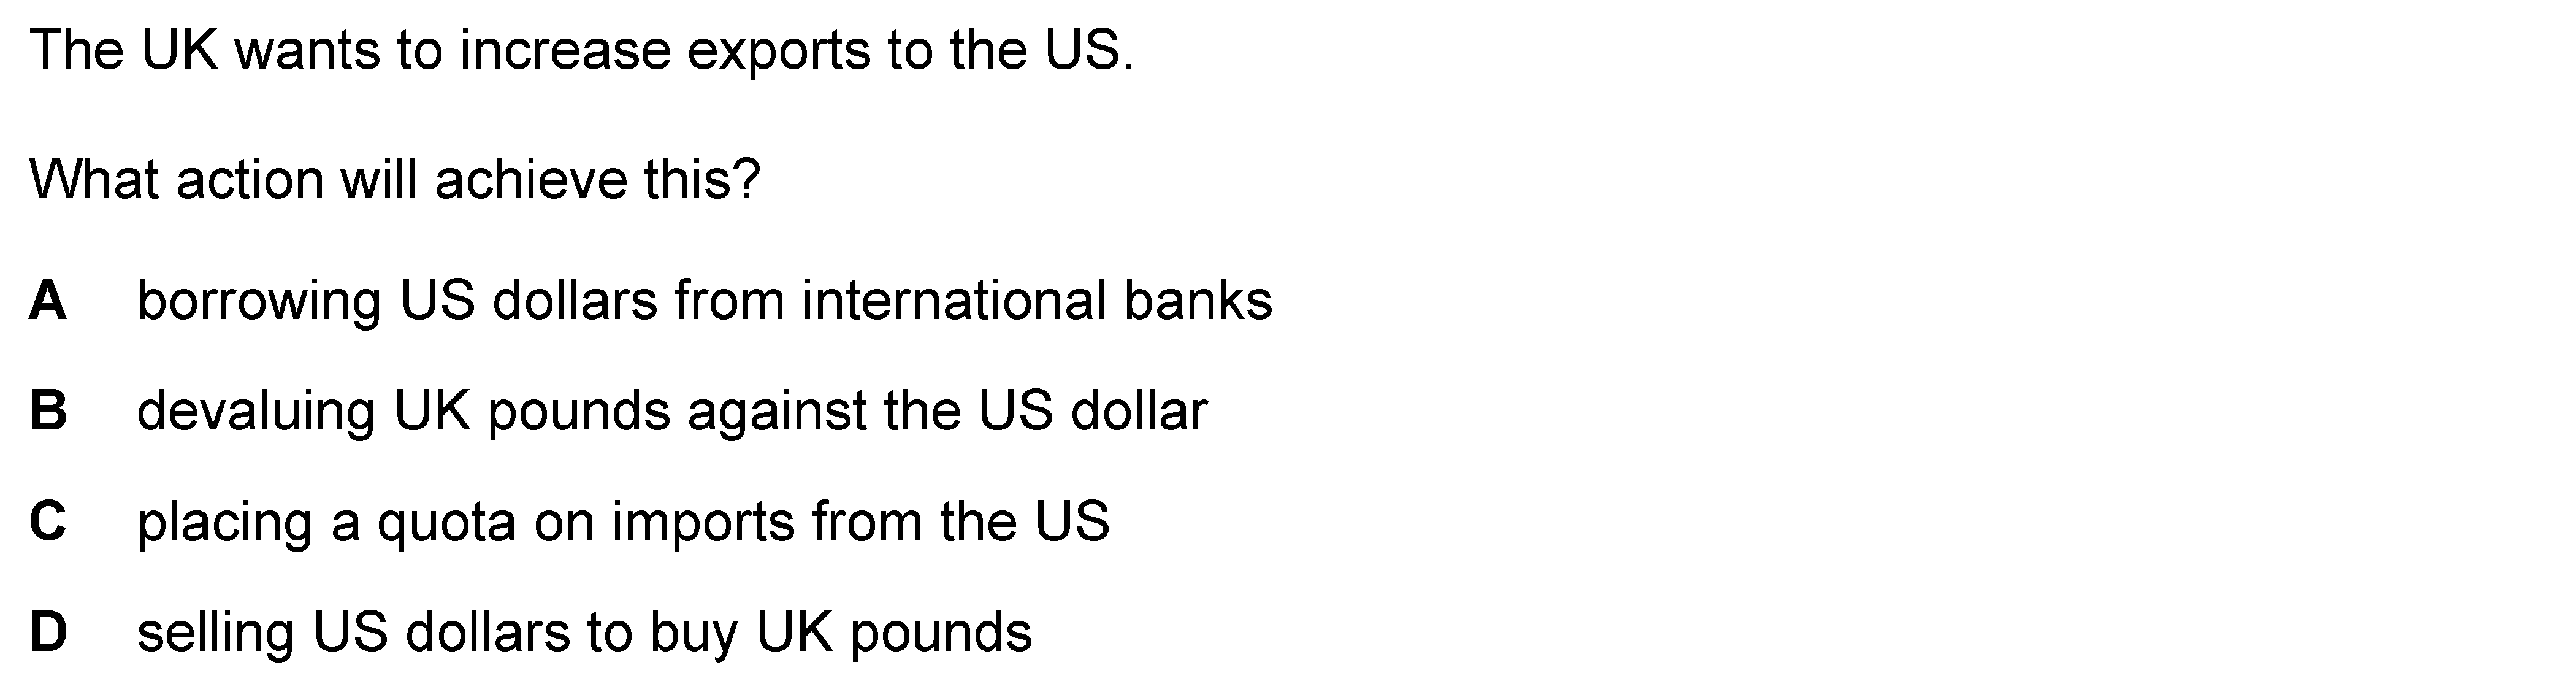 The UK wants to increase exports to the US.
What action will achieve this?
A borrowing US dollars from international banks
B devaluing UK pounds against the US dollar
C placing a quota on imports from the US
D selling US dollars to buy UK pounds